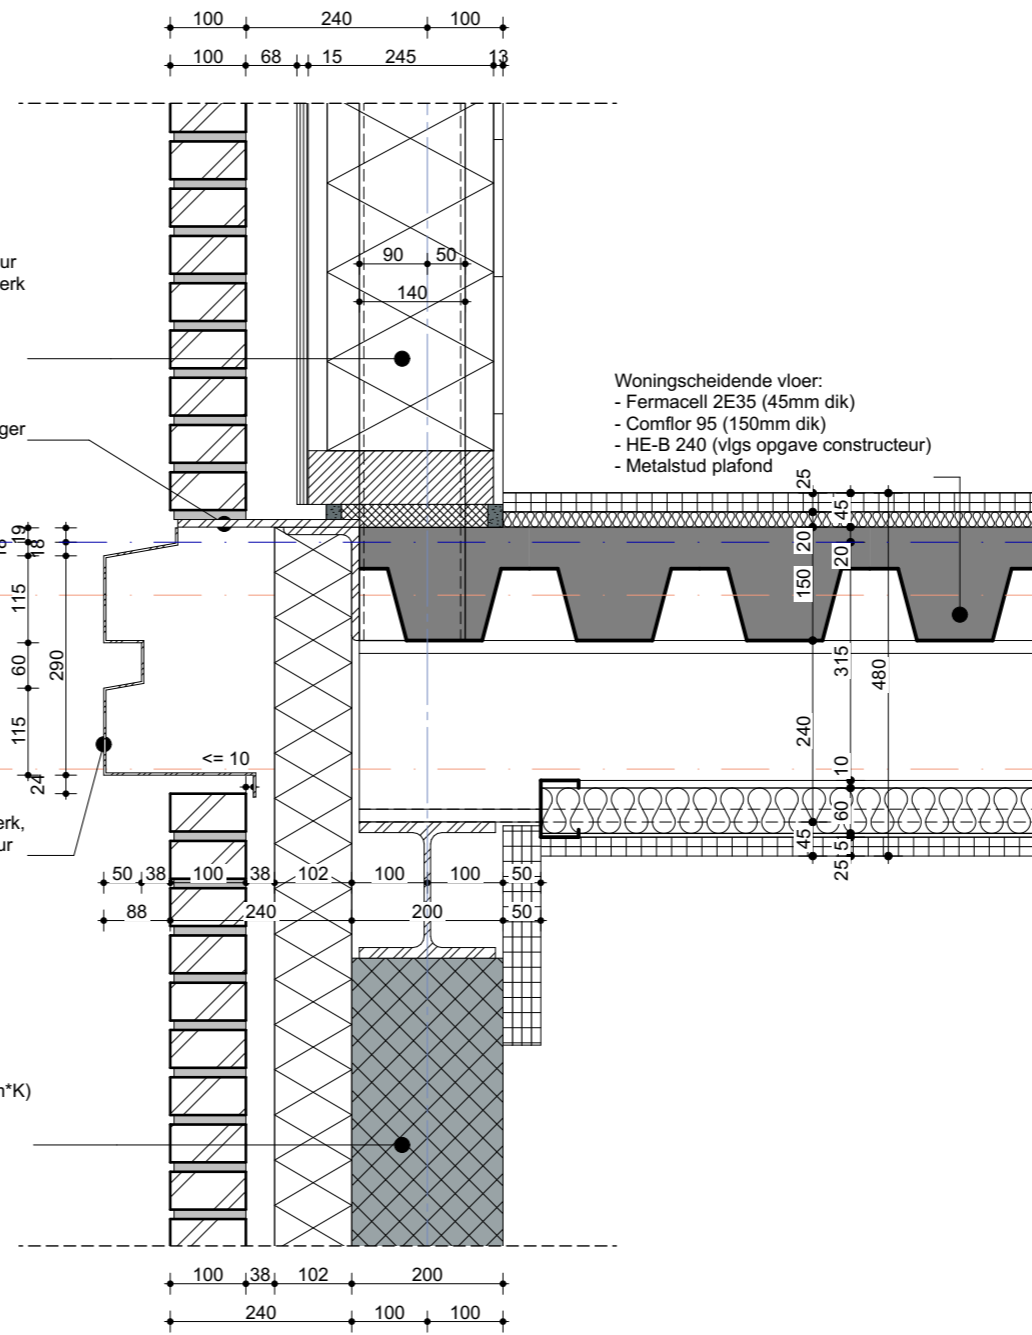 100 240 100
100 68 15 245 13
90 50
140
ur
erk
Woningscheidende vloer:
- Fermacell 2E35 (45mm dik)
- Comflor 95 (150mm dik)
- HE-B 240 (vlgs opgave constructeur)
- Metalstud plafond
ger
25
45
20
20
150
315
480
240
10
60
45
5
25
19
18
18
115
60
290
115
24
<= 10
erk,
ur
50 38 100 38 102 100 100 50
88 240 200 50
n*K)
100 38 102 200
240 100 100